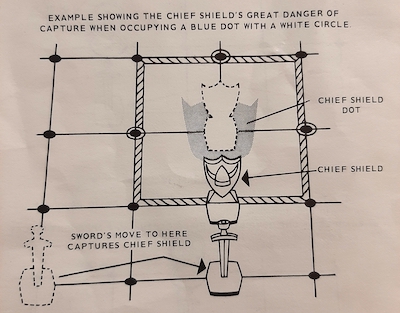 EXAMPLE SHOWING THE CHIEF SHIELD'S GREAT DANGER OF
CAPTURE WHEN OCCUPYING A BLUE DOT WITH A WHITE CIRCLE.
CHIEF SHIELD
DOT
CHIEF SHIELD
SWORD'S MOVE TO HERE
CAPTURES CHIEF SHIELD